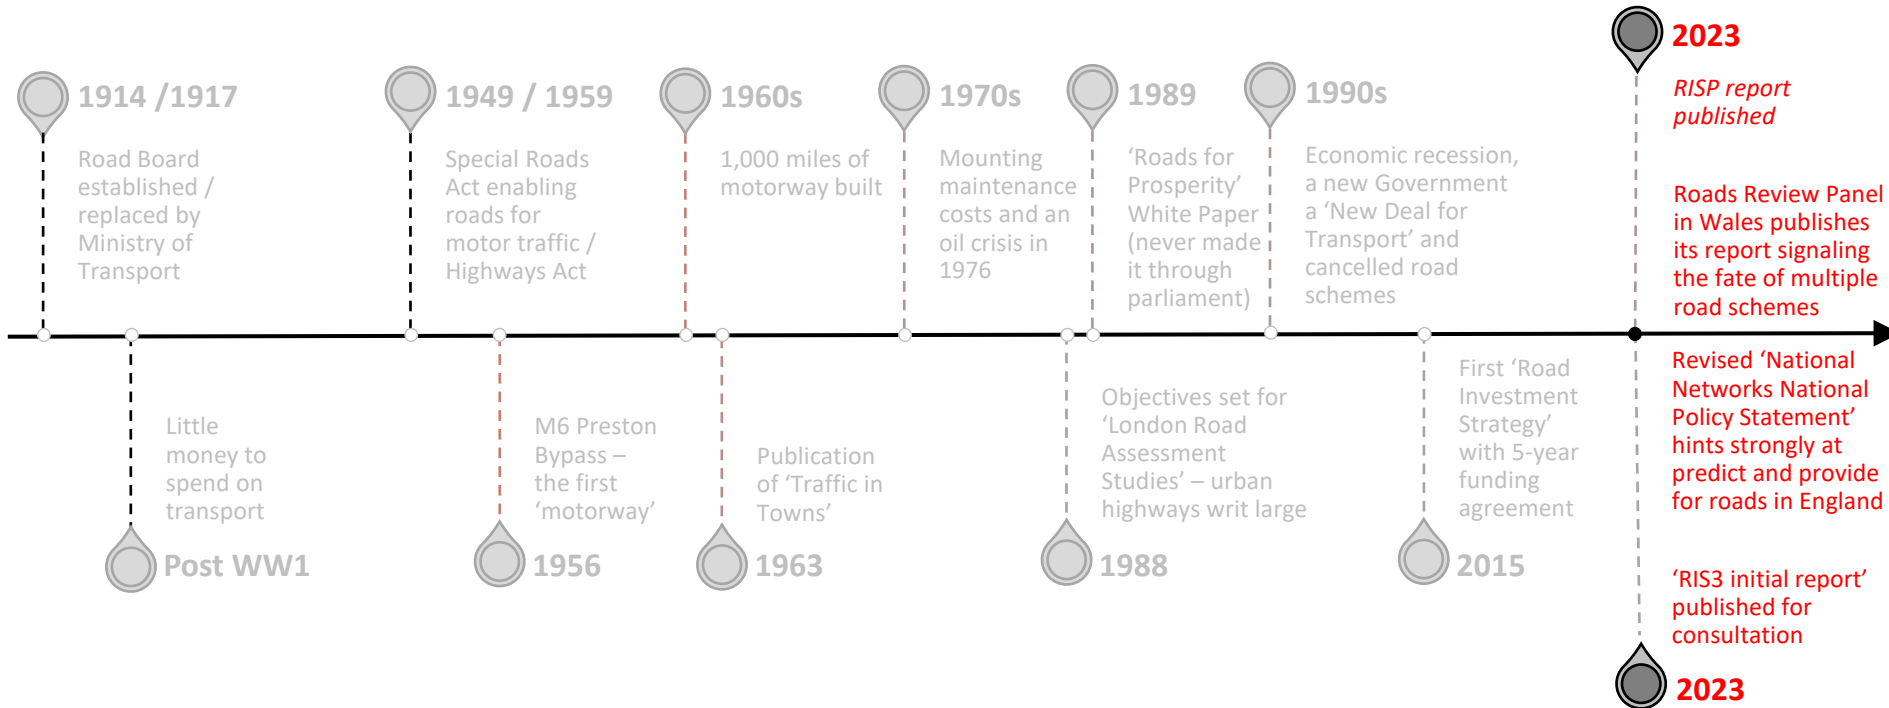 1914 /1917
Road Board
established /
replaced by
Ministry of
Transport
Little
money to
spend on
transport
Post WW1
1949 / 1959
Special Roads
Act enabling
roads for
motor traffic /
Highways Act
M6 Preston
Bypass –
the first
‘motorway’
1956
1960s
1,000 miles of
motorway built
Publication
of ‘Traffic in
Towns’
1963
1970s
Mounting
maintenance
costs and an
oil crisis in
1976
Objectives set for
‘London Road
Assessment
Studies’ – urban
highways writ large
1988
1989
‘Roads for
Prosperity’
White Paper
(never made
it through
parliament)
1990s
Economic recession,
a new Government
a ‘New Deal for
Transport’ and
cancelled road
schemes
First ‘Road
Investment
Strategy’
with 5-year
funding
agreement
2015
2023
RISP report
published
Roads Review Panel
in Wales publishes
its report signaling
the fate of multiple
road schemes
Revised ‘National
Networks National
Policy Statement’
hints strongly at
predict and provide
for roads in England
‘RIS3 initial report’
published for
consultation
2023